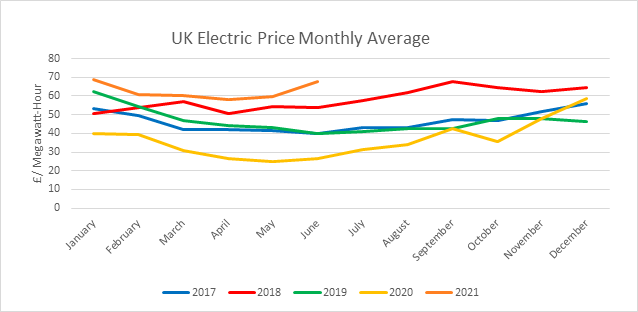 UK Electric Price Monthly Average
£/ Megawatt-Hour
80
70
60
50
40
30
20
10
0
January
February
March
April
May
June
July
August
September
October
November
December
2017 2018 2019 2020 2021